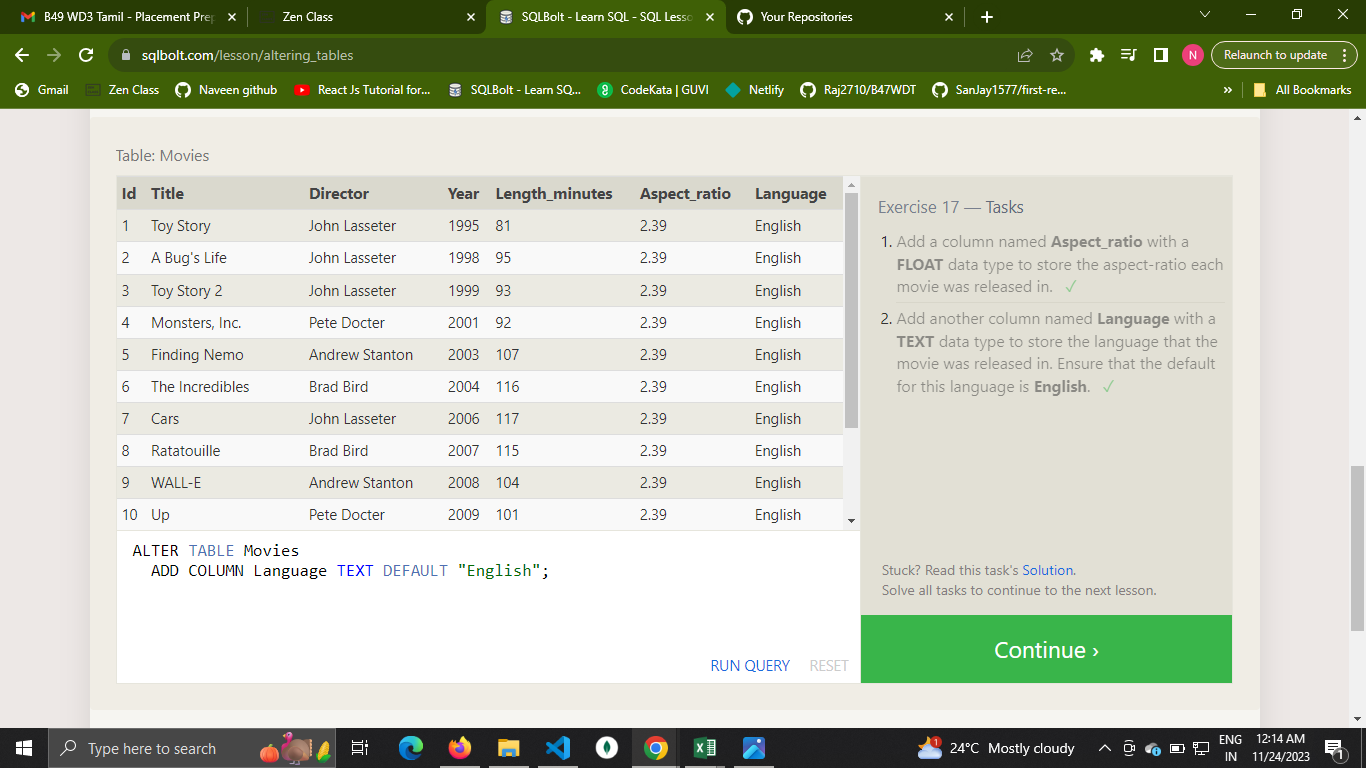 B49 WD3 Tamil - Placement Prep
Zen Class
SQLBolt - Learn SQL - SQL Lesso
Your Repositories
sqlbolt.com/lesson/altering_tables
N
Relaunch to update
Gmail
Zen Class
Naveen github
React Js Tutorial for...
SQLBolt - Learn SQ...
CodeKata | GUVI
Netlify
Raj2710/B47WDT
SanJay1577/first-re...
»
All Bookmarks
Table: Movies
Id Title Director Year Length_minutes Aspect_ratio Language
1 Toy Story John Lasseter 1995 81 2.39 English
2 A Bug's Life John Lasseter 1998 95 2.39 English
3 Toy Story 2 John Lasseter 1999 93 2.39 English
4 Monsters, Inc. Pete Docter 2001 92 2.39 English
5 Finding Nemo Andrew Stanton 2003 107 2.39 English
6 The Incredibles Brad Bird 2004 116 2.39 English
7 Cars John Lasseter 2006 117 2.39 English
8 Ratatouille Brad Bird 2007 115 2.39 English
9 WALL-E Andrew Stanton 2008 104 2.39 English
10 Up Pete Docter 2009 101 2.39 English
ALTER TABLE Movies
ADD COLUMN Language TEXT DEFAULT "English";
RUN QUERY RESET
Exercise 17 — Tasks
1. Add a column named Aspect_ratio with a
FLOAT data type to store the aspect-ratio each
movie was released in. ✓
2. Add another column named Language with a
TEXT data type to store the language that the
movie was released in. Ensure that the default
for this language is English. ✓
Stuck? Read this task's Solution.
Solve all tasks to continue to the next lesson.
Continue ›
Type here to search
1
24°C Mostly cloudy
ENG
IN
12:14 AM
11/24/2023
1